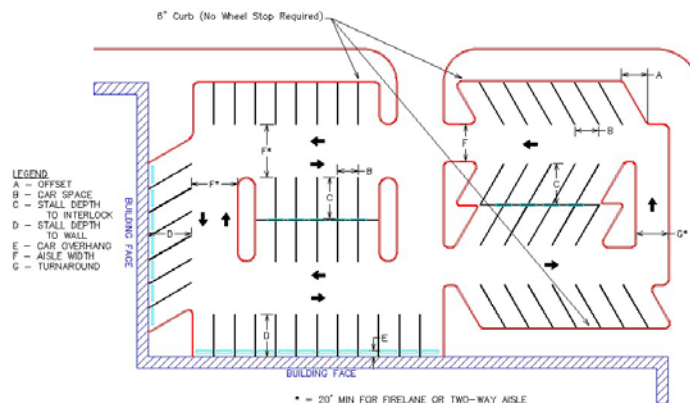 6" Curb (No Wheel Stop Required)
A
B
F
F*
B
C
C
F*
D
G*
LEGEND
A – OFFSET
B – CAR SPACE
C – STALL DEPTH
TO INTERLOCK
D – STALL DEPTH
TO WALL
E – CAR OVERHANG
F – AISLE WIDTH
G – TURNAROUND
BUILDING FACE
D
E
BUILDING FACE
* = 20' MIN FOR FIRELANE OR TWO-WAY AISLE